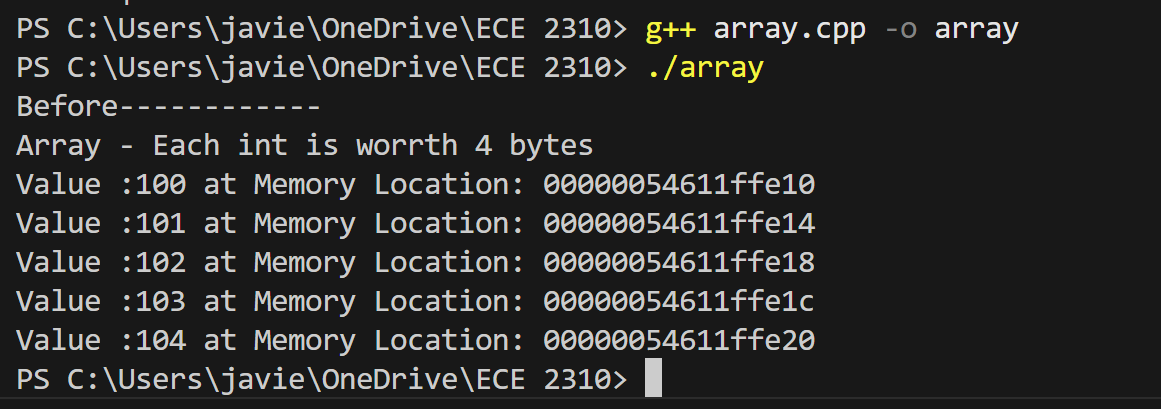 PS C:\Users\javie\OneDrive\ECE 2310> g++ array.cpp -o array
PS C:\Users\javie\OneDrive\ECE 2310> ./array
Before------------
Array - Each int is worrth 4 bytes
Value :100 at Memory Location: 00000054611ffe10
Value :101 at Memory Location: 00000054611ffe14
Value :102 at Memory Location: 00000054611ffe18
Value :103 at Memory Location: 00000054611ffe1c
Value :104 at Memory Location: 00000054611ffe20
PS C:\Users\javie\OneDrive\ECE 2310>